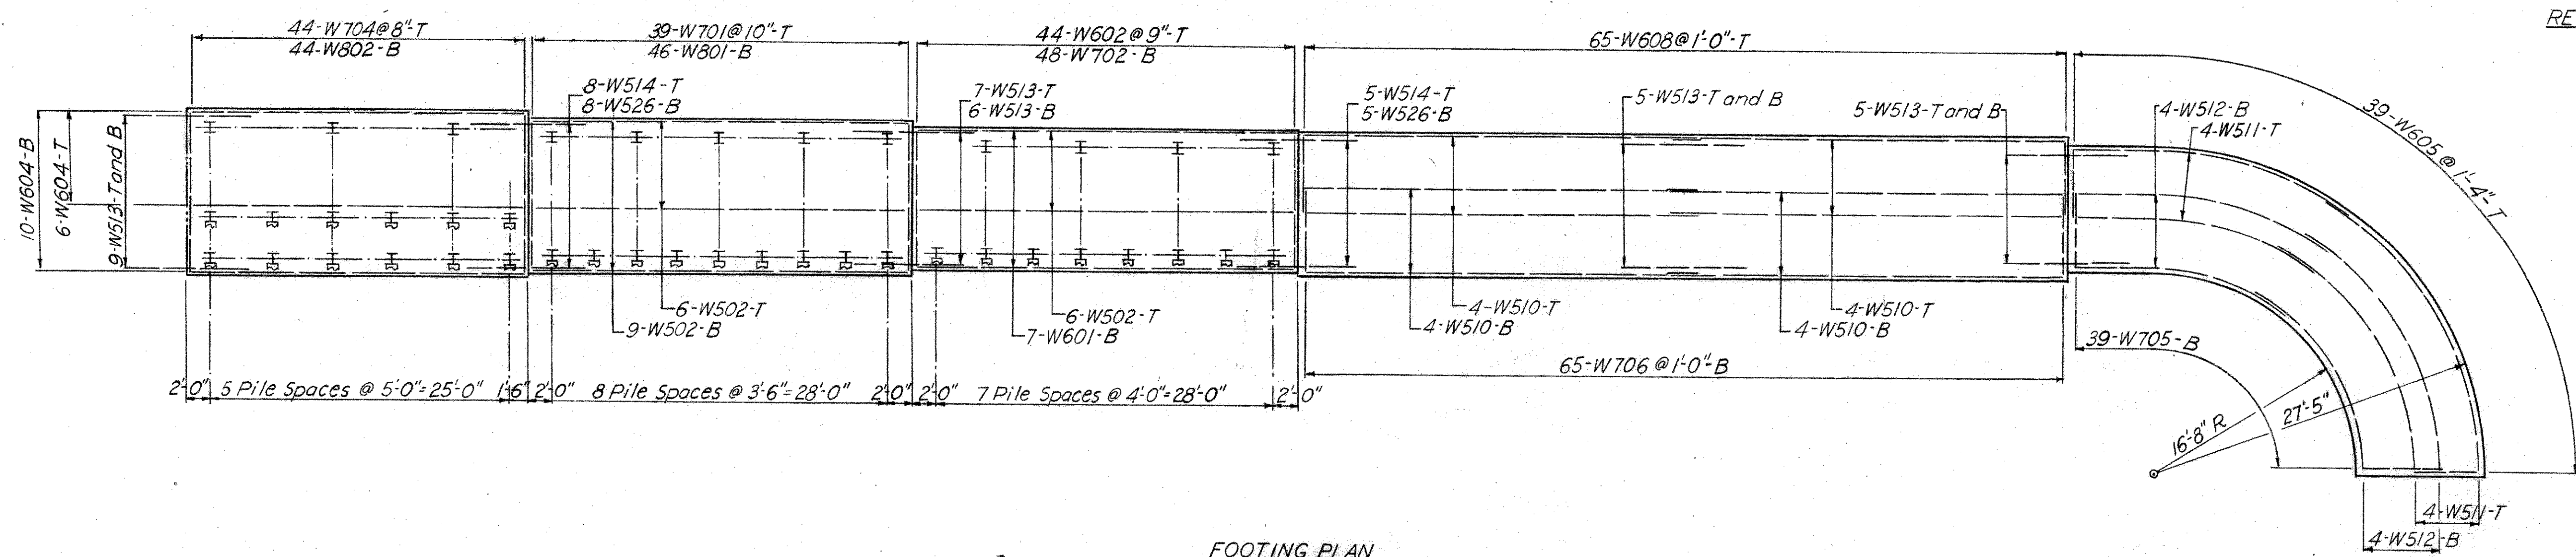 RE
44-W704@8"-T
44-W802-B
39-W701@10"-T
46-W801-B
44-W602@9"-T
48-W702-B
65-W608@1'-0"-T
39-W605@1'-4"-T
8-W514-T
8-W526-B
7-W513-T
6-W513-B
5-W514-T
5-W526-B
5-W513-T and B
5-W513-T and B
4-W512-B
4-W511-T
10-W604-B
6-W604-T
9-W513-T and B
6-W502-T
9-W502-B
6-W502-T
7-W601-B
4-W510-T
4-W510-B
4-W510-T
4-W510-B
39-W705-B
65-W706@1'-0"-B
2'-0"
5 Pile Spaces @ 5'-0"=25'-0"
1'-6"
2'-0"
8 Pile Spaces @ 3'-6"=28'-0"
2'-0"
2'-0"
7 Pile Spaces @ 4'-0"=28'-0"
2'-0"
16'-8" R
27'-5"
4-W511-T
4-W512-B
FOOTING PLAN